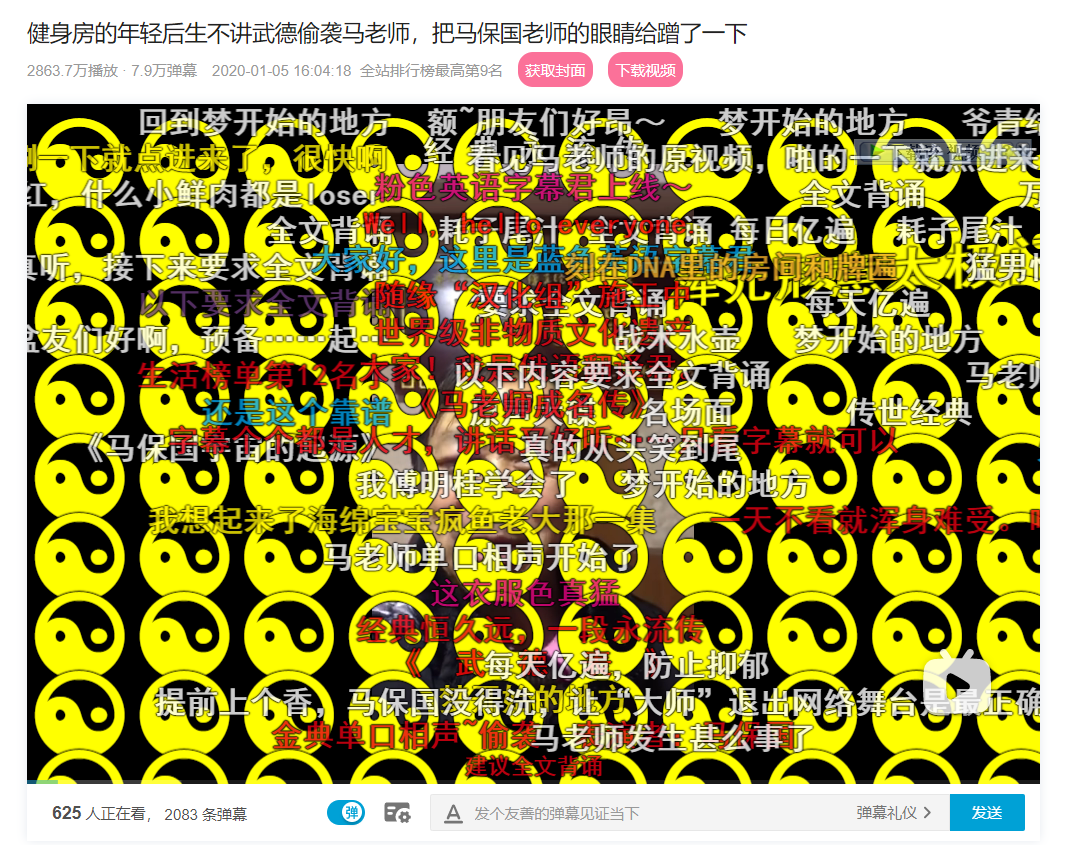 健身房的年轻后生不讲武德偷袭马老师，把马保国老师的眼睛给蹭了一下
2863.7万播放 · 7.9万弹幕 2020-01-05 16:04:18 全站排行榜最高第9名 获取封面 下载视频
回到梦开始的地方 额~朋友们好昂～ 梦开始的地方 爷青
一下就点进来了，很快啊 看见马老师的原视频，啪的一下就点进来
粉色英语字幕君上线～
红，什么小鲜肉都是loser 全文背诵
Well, hello everyone
全文背诵 耗子尾汁 全文背诵 每日亿遍 耗子尾汁
大家好，这里是蓝色
刻在DNA里的房间和牌匾
真听，接下来要求全文背诵 猛男
以下要求全文背诵 随缘“汉化组”施工中 要求全文背诵 每天亿遍
世界级非物质文化遗产
盆友们好啊，预备……起… 战术水壶 梦开始的地方
生活榜单第12名 大家！ 以下内容要求全文背诵 马老师
还是这个靠谱 《马老师成名传》 名场面 传世经典
字幕个个都是人才，讲话又好听 只看字幕就可以
《马保国宇宙的起源》 真的从头笑到尾
我傅明桂学会了 梦开始的地方
我想起来了海绵宝宝疯鱼老大那一集 一天不看就浑身难受。
马老师单口相声开始了
这衣服色真猛
经典恒久远，一段永流传
每天亿遍，防止抑郁
提前上个香，马保国没得洗，让“大师”退出网络舞台是最正确
金典单口相声~偷袭 马老师发生甚么事了
建议全文背诵
625 人正在看， 2083 条弹幕 弹 A 发个友善的弹幕见证当下 弹幕礼仪 发送